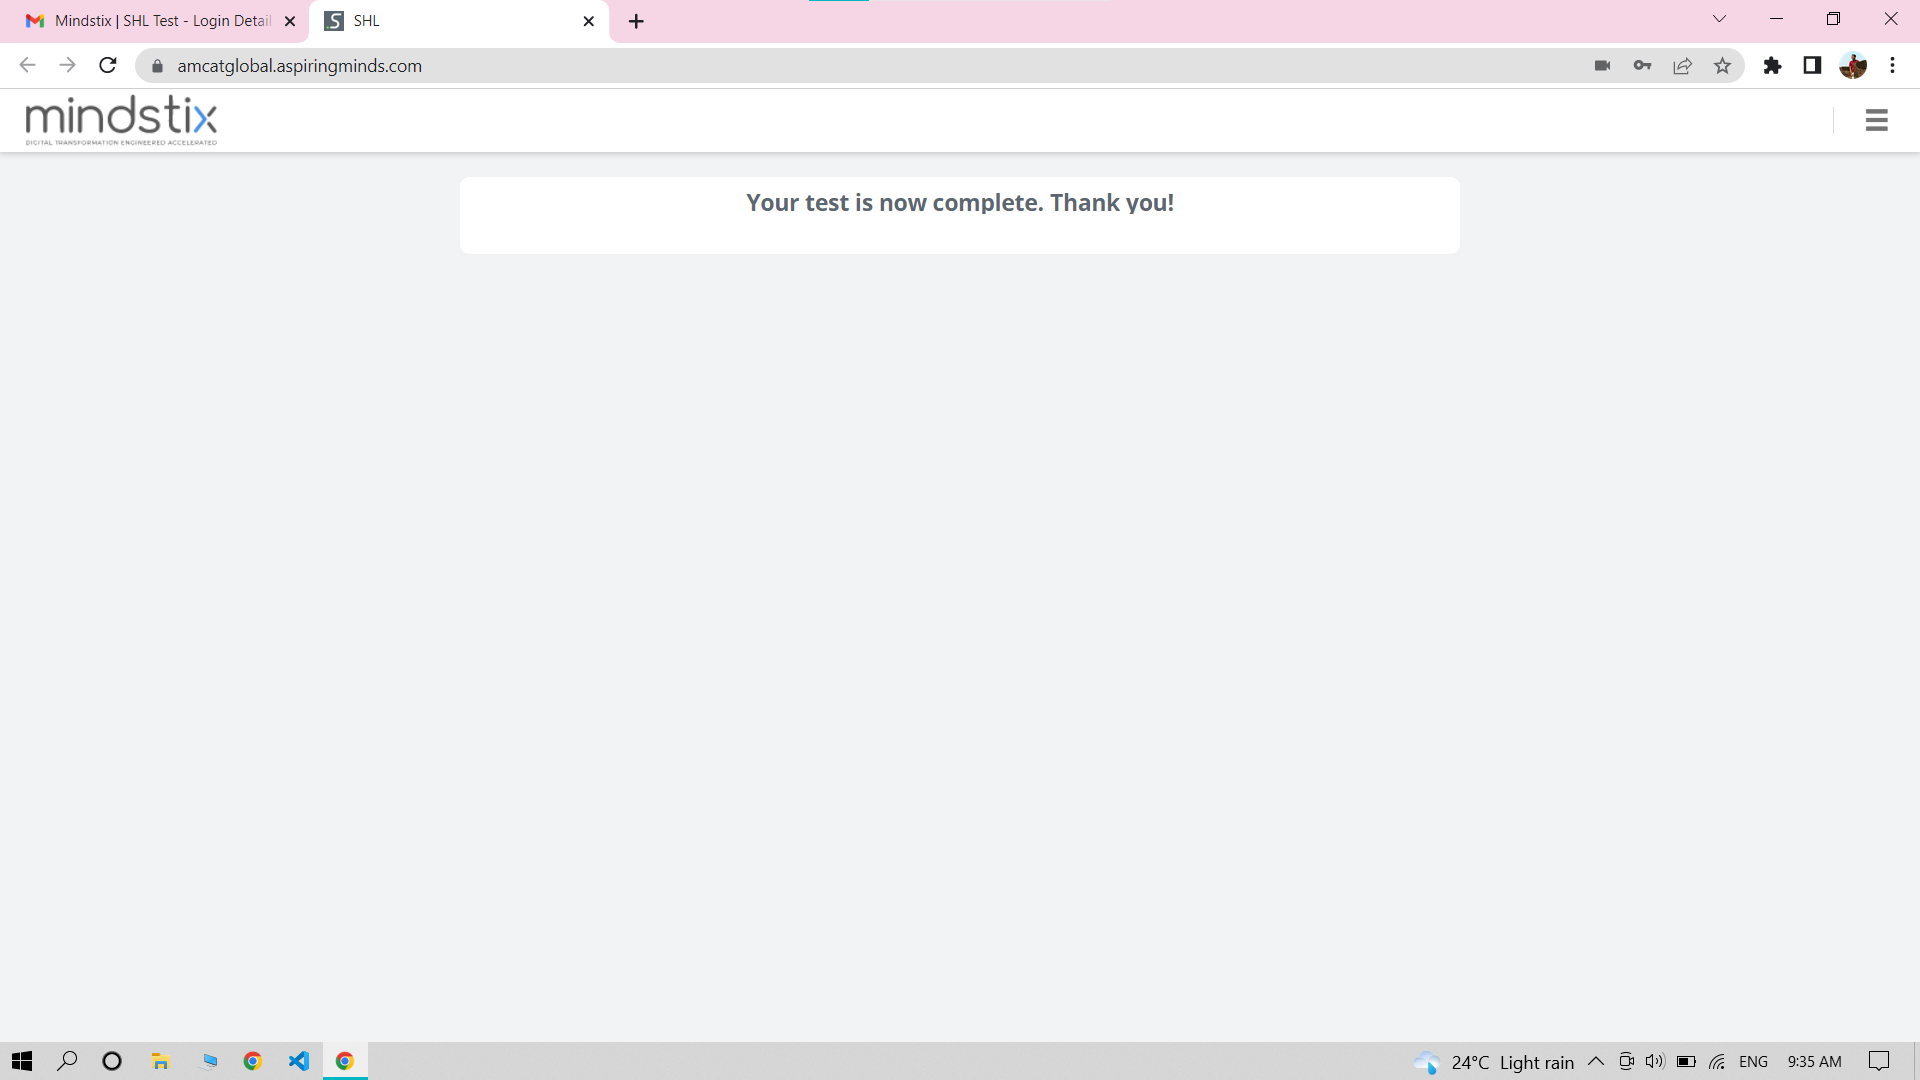 Mindstix | SHL Test - Login Detail
SHL
amcatglobal.aspiringminds.com
mindstix
DIGITAL TRANSFORMATION ENGINEERED ACCELERATED
Your test is now complete. Thank you!
24°C Light rain
ENG
9:35 AM